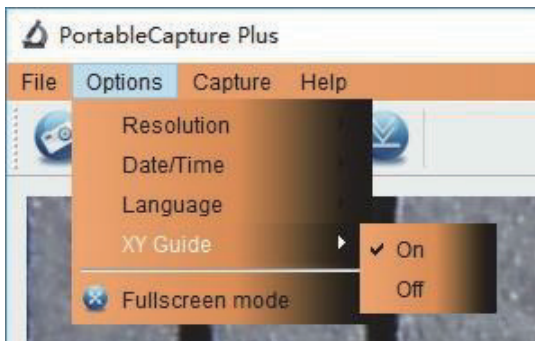 PortableCapture Plus
File Options Capture Help
Resolution
Date/Time
Language
XY Guide
On
Off
Fullscreen mode